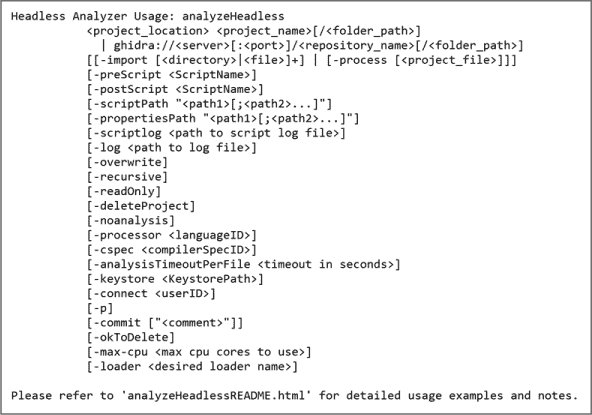 Headless Analyzer Usage: analyzeHeadless
<project_location> <project_name>[/<folder_path>]
| ghidra://<server>[:<port>]/<repository_name>[/<folder_path>]
[[-import [<directory>|<file>]+] | [-process [<project_file>]]]
[-preScript <ScriptName>]
[-postScript <ScriptName>]
[-scriptPath "<path1>[;<path2>...]"]
[-propertiesPath "<path1>[;<path2>...]"]
[-scriptlog <path to script log file>]
[-log <path to log file>]
[-overwrite]
[-recursive]
[-readOnly]
[-deleteProject]
[-noanalysis]
[-processor <languageID>]
[-cspec <compilerSpecID>]
[-analysisTimeoutPerFile <timeout in seconds>]
[-keystore <KeystorePath>]
[-connect <userID>]
[-p]
[-commit ["<comment>"]]
[-okToDelete]
[-max-cpu <max cpu cores to use>]
[-loader <desired loader name>]
Please refer to 'analyzeHeadlessREADME.html' for detailed usage examples and notes.